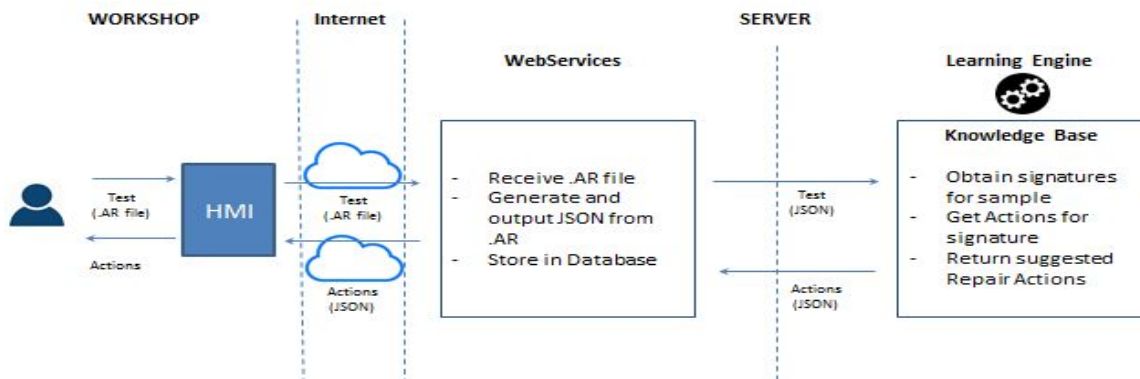 WORKSHOP
Internet
SERVER
WebServices
Learning Engine
Test
(.AR file)
Actions
HMI
Test
(.AR file)
Actions
(JSON)
- Receive .AR file
- Generate and
output JSON from
.AR
- Store in Database
Test
(JSON)
Actions
(JSON)
Knowledge Base
- Obtain signatures
for sample
- Get Actions for
signature
- Return suggested
Repair Actions